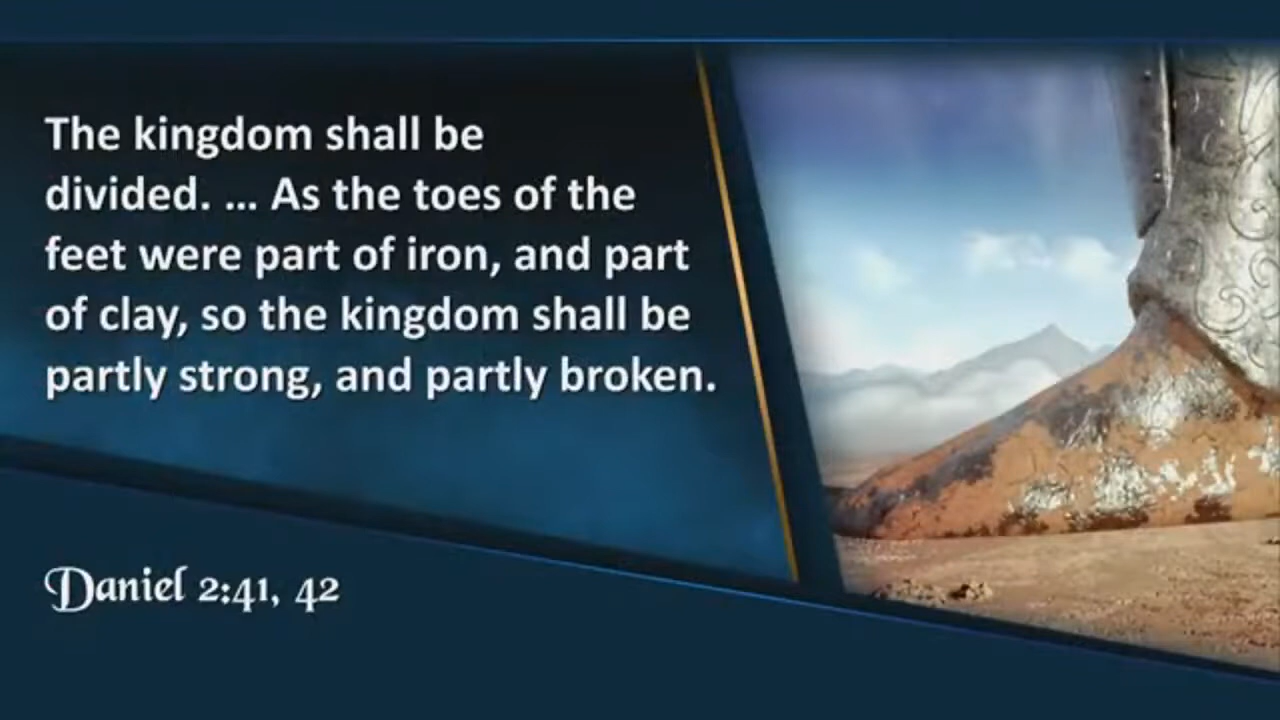 The kingdom shall be
divided. ... As the toes of the
feet were part of iron, and part
of clay, so the kingdom shall be
partly strong, and partly broken.
Daniel 2:41, 42